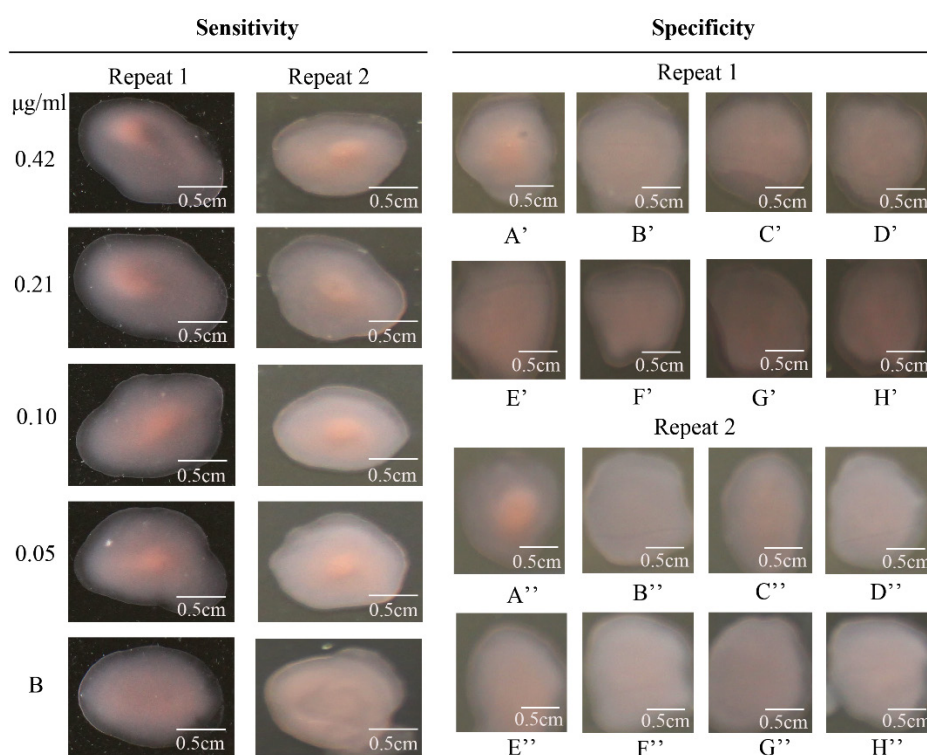 Sensitivity
Repeat 1 Repeat 2
µg/ml
0.42
0.5cm 0.5cm
0.21
0.5cm 0.5cm
0.10
0.5cm 0.5cm
0.05
0.5cm 0.5cm
B
0.5cm 0.5cm
Specificity
Repeat 1
0.5cm 0.5cm 0.5cm 0.5cm
A’ B’ C’ D’
0.5cm 0.5cm 0.5cm 0.5cm
E’ F’ G’ H’
Repeat 2
0.5cm 0.5cm 0.5cm 0.5cm
A’’ B’’ C’’ D’’
0.5cm 0.5cm 0.5cm 0.5cm
E’’ F’’ G’’ H’’